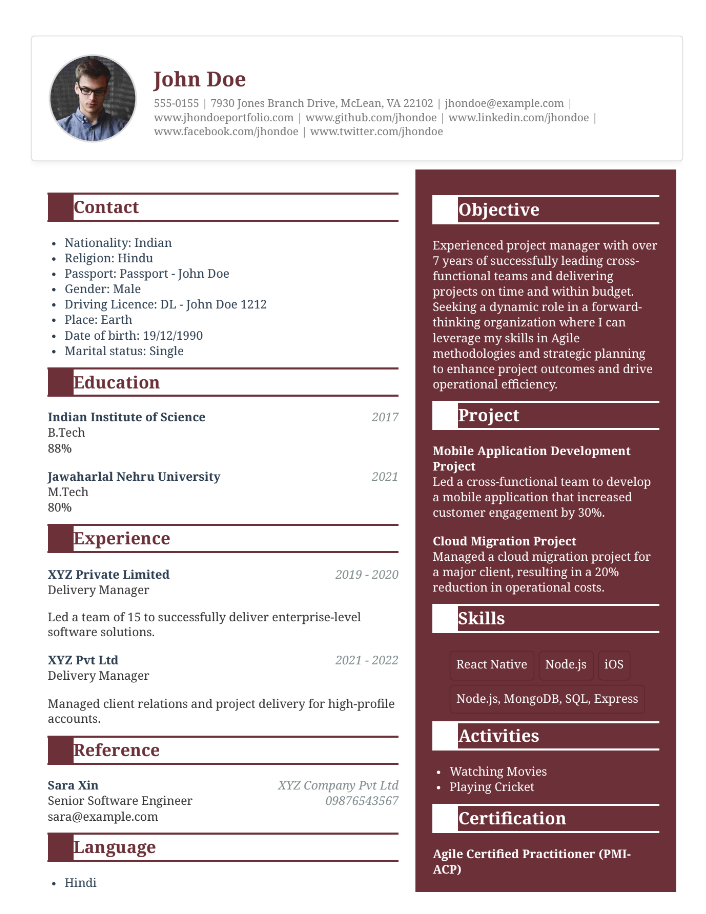 John Doe
555-0155 | 7930 Jones Branch Drive, McLean, VA 22102 | jhondoe@example.com |
www.jhondoeportfolio.com | www.github.com/jhondoe | www.linkedin.com/jhondoe |
www.facebook.com/jhondoe | www.twitter.com/jhondoe
Contact
• Nationality: Indian
• Religion: Hindu
• Passport: Passport - John Doe
• Gender: Male
• Driving Licence: DL - John Doe 1212
• Place: Earth
• Date of birth: 19/12/1990
• Marital status: Single
Education
Indian Institute of Science 2017
B.Tech
88%
Jawaharlal Nehru University 2021
M.Tech
80%
Experience
XYZ Private Limited 2019 - 2020
Delivery Manager
Led a team of 15 to successfully deliver enterprise-level
software solutions.
XYZ Pvt Ltd 2021 - 2022
Delivery Manager
Managed client relations and project delivery for high-profile
accounts.
Reference
Sara Xin XYZ Company Pvt Ltd
Senior Software Engineer 09876543567
sara@example.com
Language
• Hindi
Objective
Experienced project manager with over
7 years of successfully leading cross-
functional teams and delivering
projects on time and within budget.
Seeking a dynamic role in a forward-
thinking organization where I can
leverage my skills in Agile
methodologies and strategic planning
to enhance project outcomes and drive
operational efficiency.
Project
Mobile Application Development
Project
Led a cross-functional team to develop
a mobile application that increased
customer engagement by 30%.
Cloud Migration Project
Managed a cloud migration project for
a major client, resulting in a 20%
reduction in operational costs.
Skills
React Native Node.js iOS
Node.js, MongoDB, SQL, Express
Activities
• Watching Movies
• Playing Cricket
Certification
Agile Certified Practitioner (PMI-
ACP)